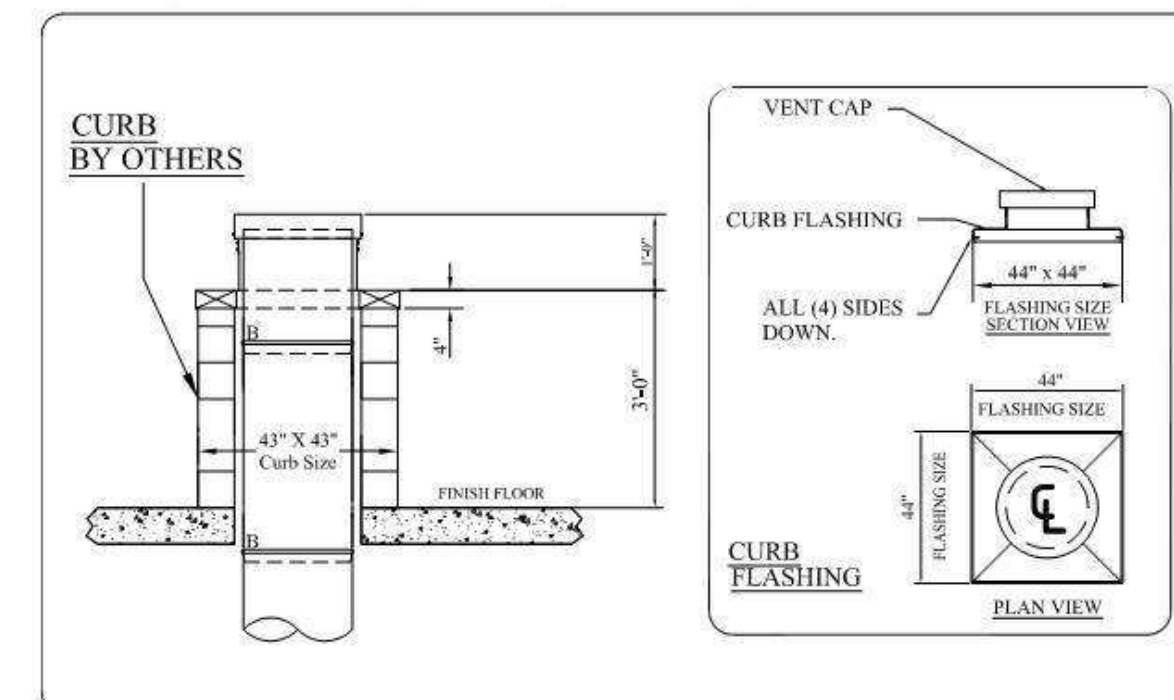 CURB
BY OTHERS
1'-0"
4"
3'-0"
B
43" X 43"
Curb Size
FINISH FLOOR
B
VENT CAP
CURB FLASHING
44" x 44"
ALL (4) SIDES
DOWN.
FLASHING SIZE
SECTION VIEW
44"
FLASHING SIZE
44"
FLASHING SIZE
CL
CURB
FLASHING
PLAN VIEW